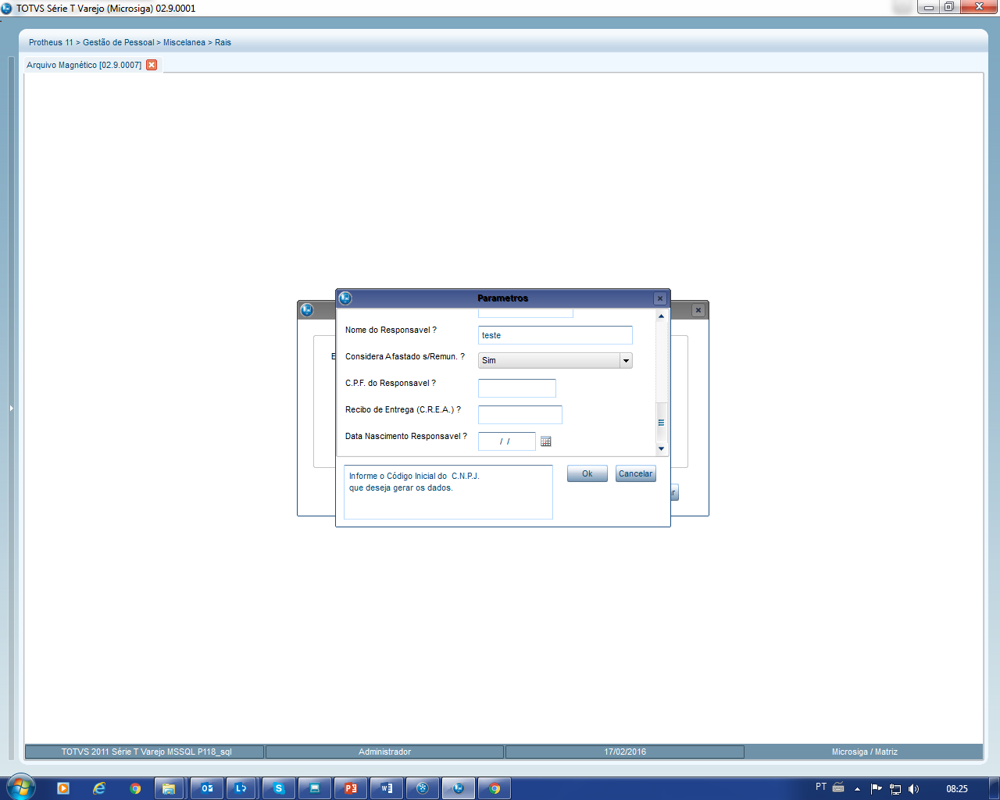 TOTVS Série T Varejo (Microsiga) 02.9.0001
Protheus 11 > Gestão de Pessoal > Miscelanea > Rais
Arquivo Magnético [02.9.0007]
Parametros
Nome do Responsavel ?
teste
Considera Afastado s/Remun. ?
Sim
C.P.F. do Responsavel ?
Recibo de Entrega (C.R.E.A.) ?
Data Nascimento Responsavel ?
/ /
Informe o Código Inicial do C.N.P.J.
que deseja gerar os dados.
Ok
Cancelar
TOTVS 2011 Série T Varejo MSSQL P118_sql
Administrador
17/02/2016
Microsiga / Matriz
PT
08:25